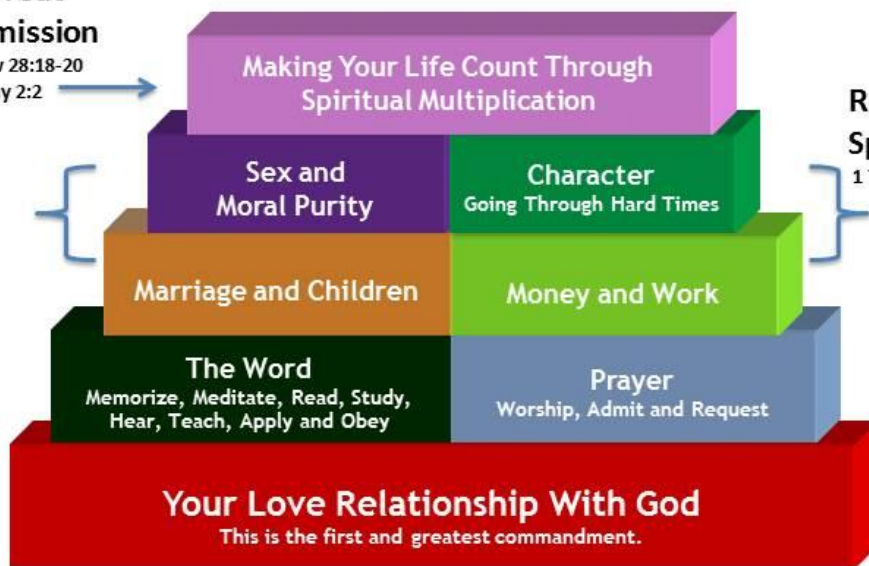 mission
28:18-20
2:2
Making Your Life Count Through
Spiritual Multiplication
R
Sp
1
Sex and
Moral Purity
Character
Going Through Hard Times
Marriage and Children
Money and Work
The Word
Memorize, Meditate, Read, Study,
Hear, Teach, Apply and Obey
Prayer
Worship, Admit and Request
Your Love Relationship With God
This is the first and greatest commandment.